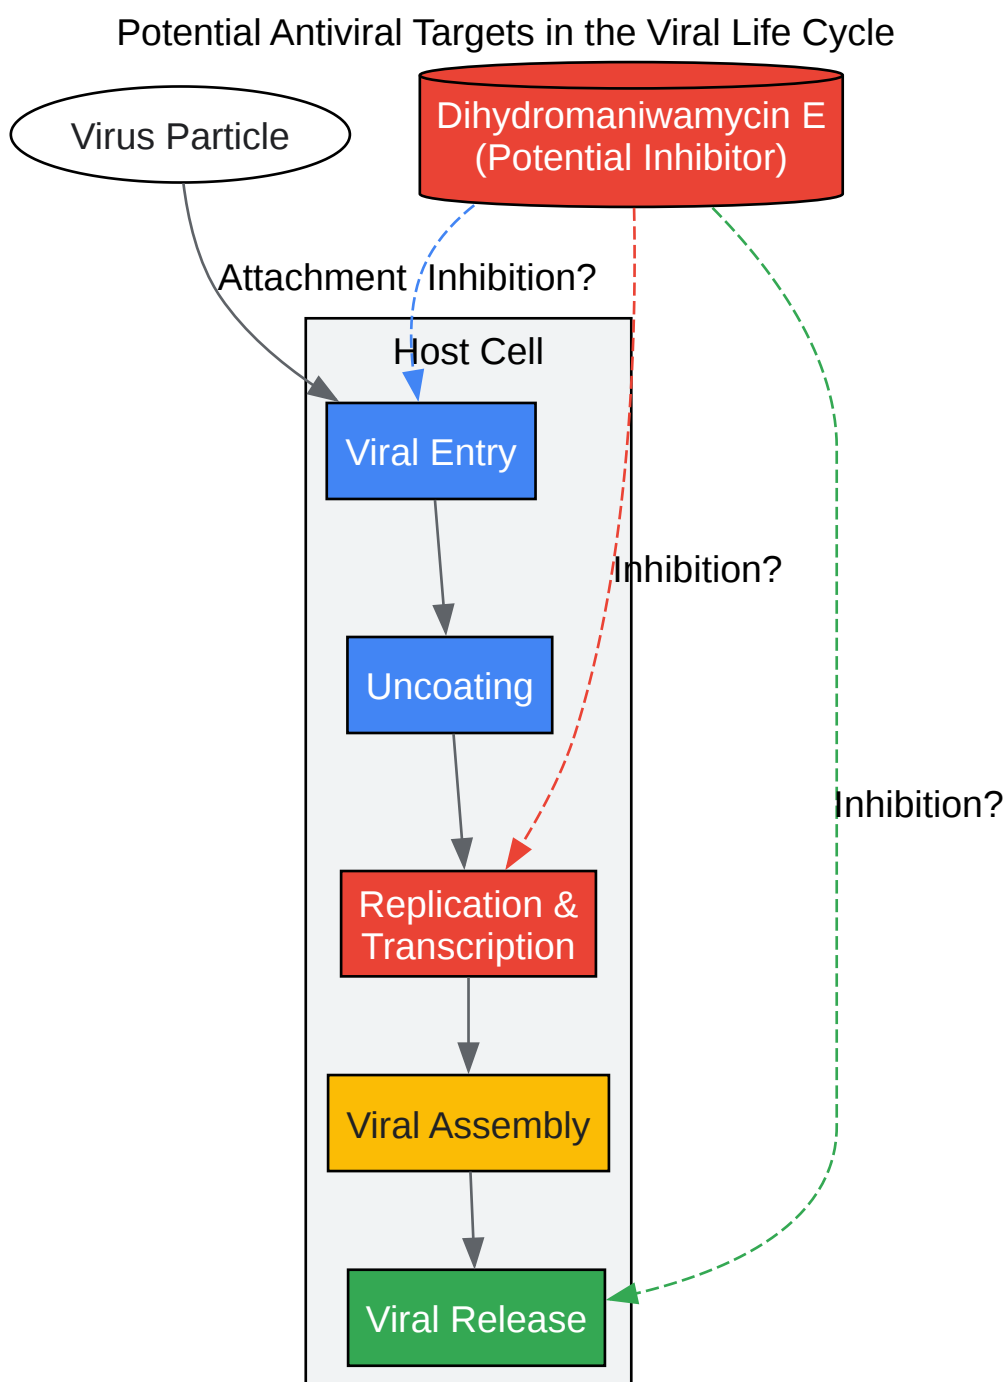 Potential Antiviral Targets in the Viral Life Cycle
Virus Particle
Dihydromaniwamycin E
(Potential Inhibitor)
Attachment
Inhibition?
Host Cell
Viral Entry
Inhibition?
Uncoating
Inhibition?
Replication &
Transcription
Viral Assembly
Viral Release